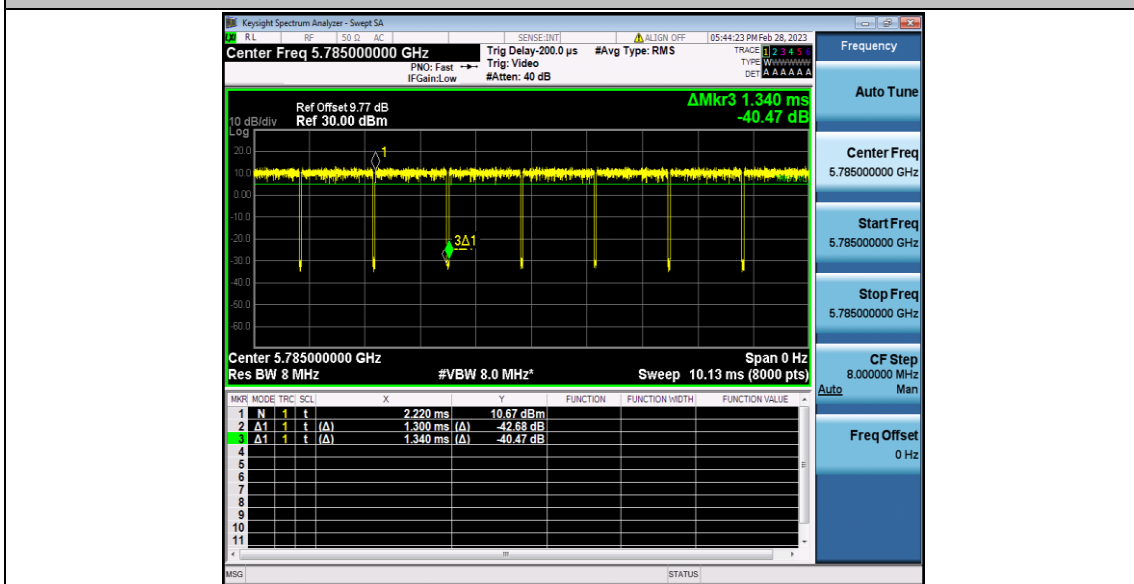 Keysight Spectrum Analyzer - Swept SA
LXI RL RF 50 Ω AC SENSE:INT ALIGN OFF 05:44:23 PM Feb 28, 2023
Center Freq 5.785000000 GHz
Trig Delay-200.0 µs #Avg Type: RMS TRACE 1 2 3 4 5 6
PNO: Fast Trig: Video TYPE WWWWWW
IFGain:Low #Atten: 40 dB DET A A A A A A
Frequency
Auto Tune
Center Freq
5.785000000 GHz
Start Freq
5.785000000 GHz
Stop Freq
5.785000000 GHz
CF Step
8.000000 MHz
Auto Man
Freq Offset
0 Hz
ΔMkr3 1.340 ms
-40.47 dB
Ref Offset 9.77 dB
10 dB/div Ref 30.00 dBm
Log
20.0
10.0
0.00
-10.0
-20.0
-30.0
-40.0
-50.0
-60.0
1
3Δ1
Center 5.785000000 GHz Span 0 Hz
Res BW 8 MHz #VBW 8.0 MHz* Sweep 10.13 ms (8000 pts)
MKR MODE TRC SCL X Y FUNCTION FUNCTION WIDTH FUNCTION VALUE
1 N 1 t 2.220 ms 10.67 dBm
2 Δ1 1 t (Δ) 1.300 ms (Δ) -42.68 dB
3 Δ1 1 t (Δ) 1.340 ms (Δ) -40.47 dB
4
5
6
7
8
9
10
11
MSG STATUS